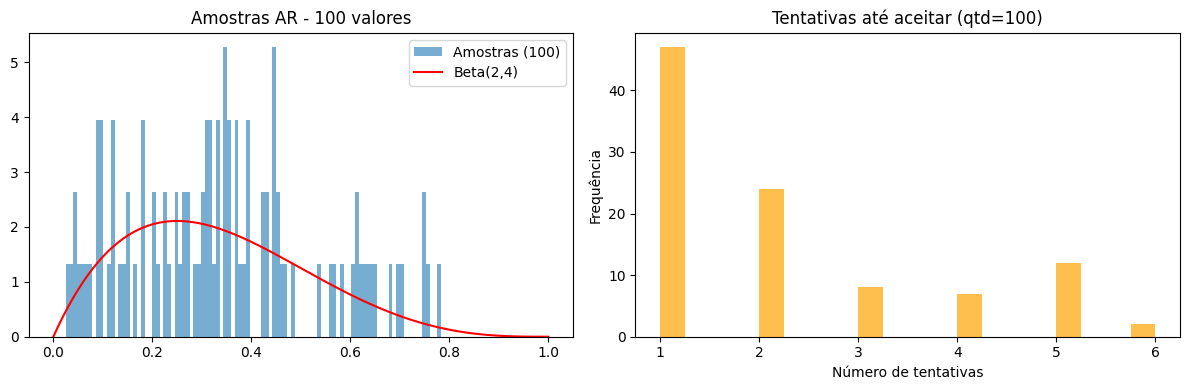 Amostras AR - 100 valores
5
4
3
2
1
0
0.0 0.2 0.4 0.6 0.8 1.0
Amostras (100)
Beta(2,4)
Tentativas até aceitar (qtd=100)
Frequência
40
30
20
10
0
1 2 3 4 5 6
Número de tentativas